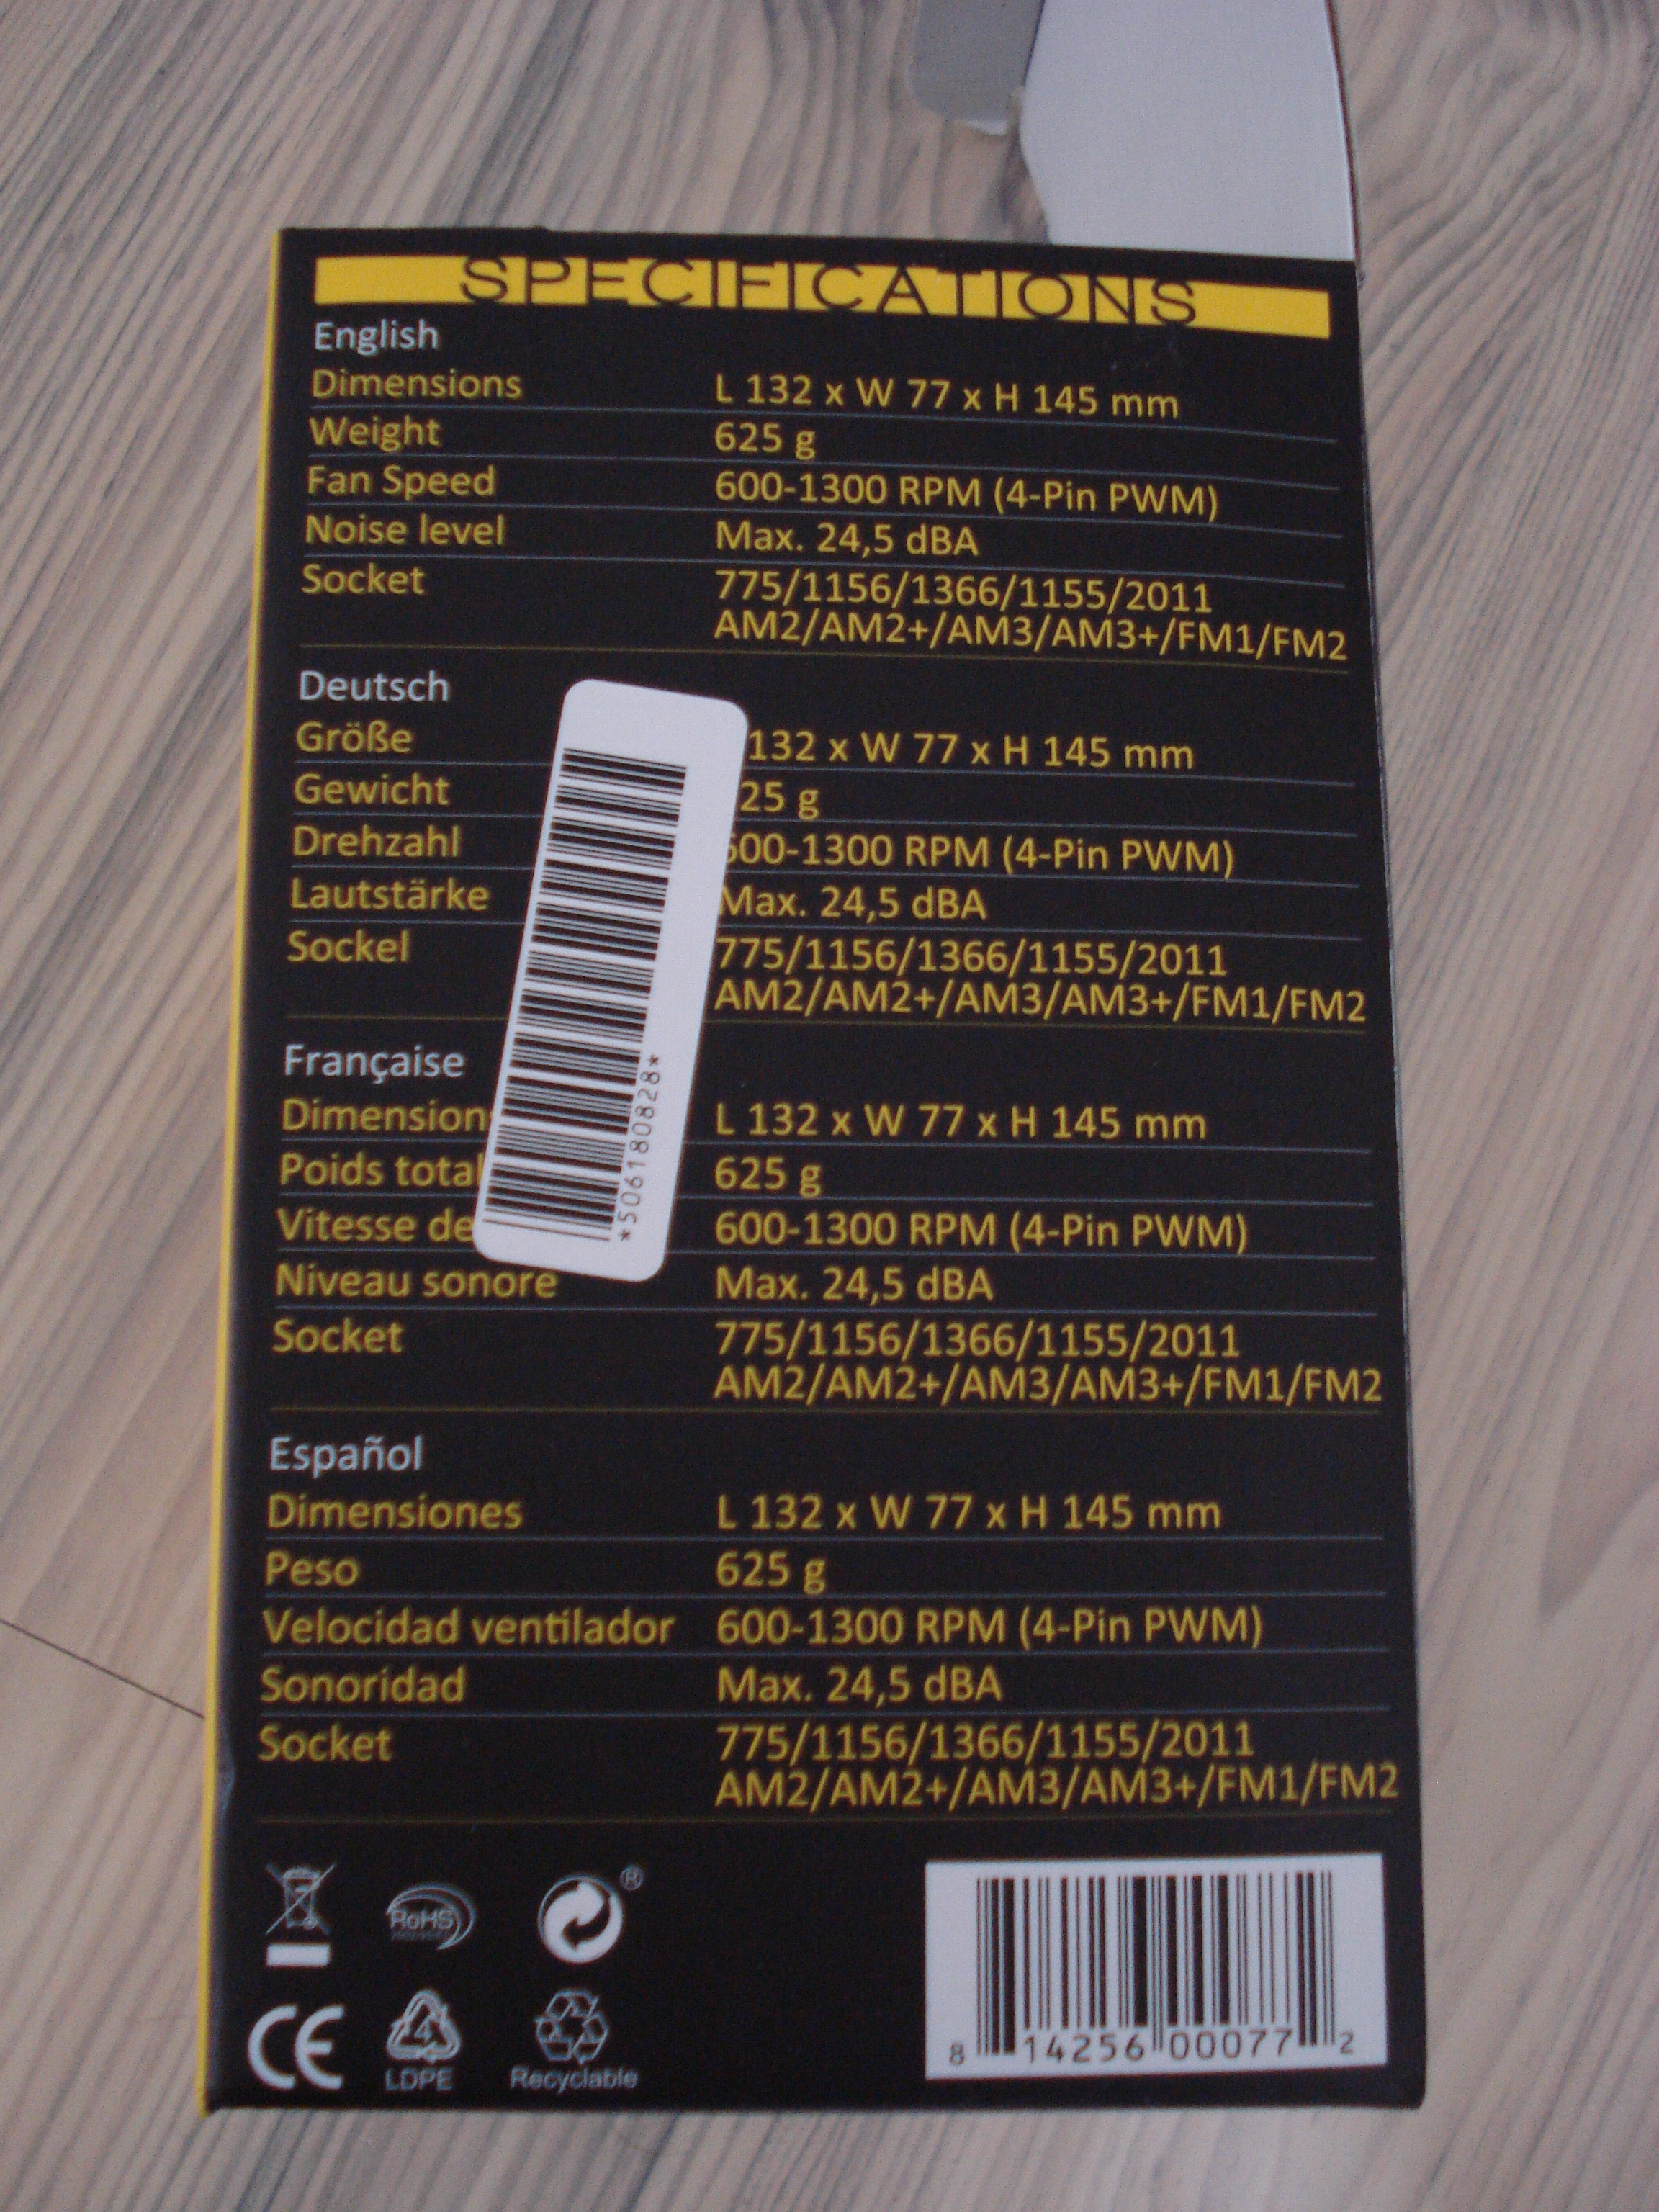 SPECIFICATIONS
English
Dimensions L 132 x W 77 x H 145 mm
Weight 625 g
Fan Speed 600-1300 RPM (4-Pin PWM)
Noise level Max. 24,5 dBA
Socket 775/1156/1366/1155/2011
AM2/AM2+/AM3/AM3+/FM1/FM2
Deutsch
Größe 132 x W 77 x H 145 mm
Gewicht 25 g
Drehzahl 600-1300 RPM (4-Pin PWM)
Lautstärke Max. 24,5 dBA
Sockel 775/1156/1366/1155/2011
AM2/AM2+/AM3/AM3+/FM1/FM2
*506180828*
Française
Dimension L 132 x W 77 x H 145 mm
Poids total 625 g
Vitesse de 600-1300 RPM (4-Pin PWM)
Niveau sonore Max. 24,5 dBA
Socket 775/1156/1366/1155/2011
AM2/AM2+/AM3/AM3+/FM1/FM2
Español
Dimensiones L 132 x W 77 x H 145 mm
Peso 625 g
Velocidad ventilador 600-1300 RPM (4-Pin PWM)
Sonoridad Max. 24,5 dBA
Socket 775/1156/1366/1155/2011
AM2/AM2+/AM3/AM3+/FM1/FM2
RoHS
®
CE
4
LDPE
Recyclable
8 14256 00077 2